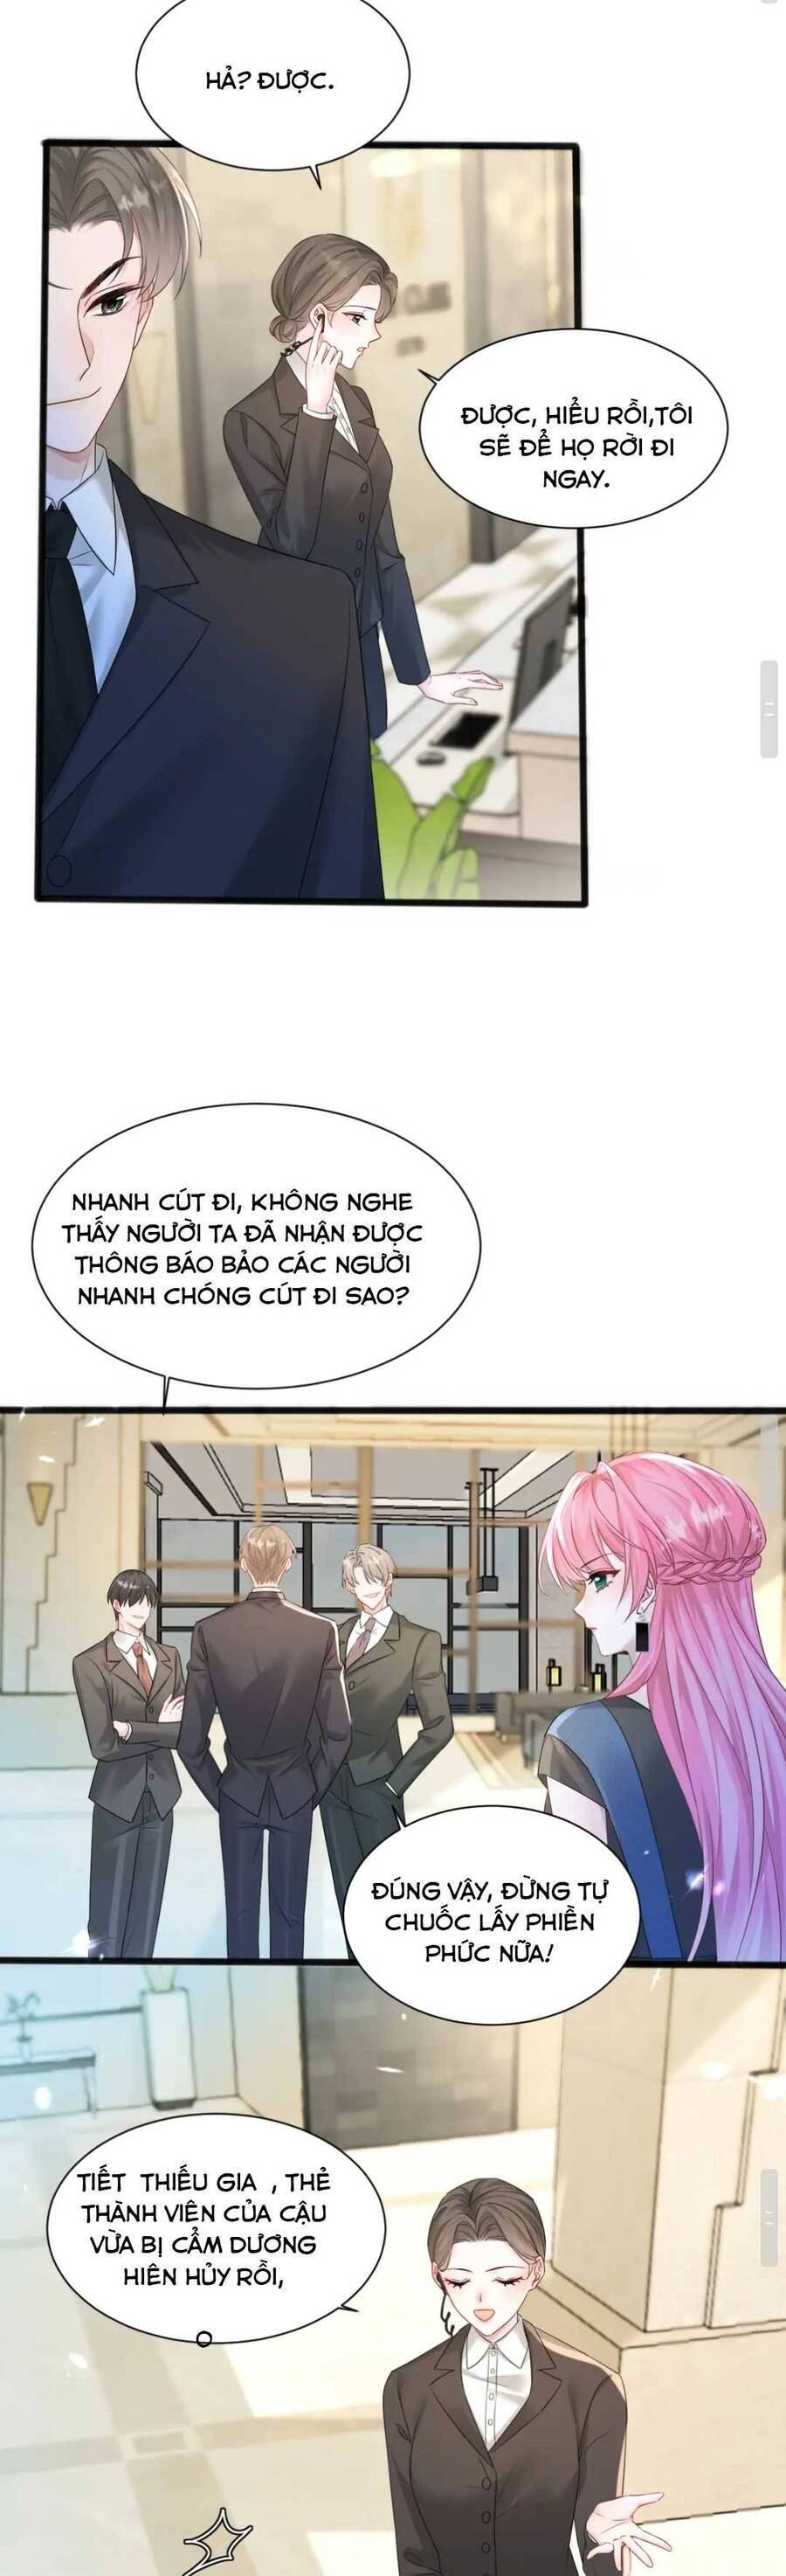 HẢ? ĐƯỢC.
ĐƯỢC, HIỂU RỒI,TÔI
SẼ ĐỂ HỌ RỜI ĐI
NGAY.
NHANH CÚT ĐI, KHÔNG NGHE
THẤY NGƯỜI TA ĐÃ NHẬN ĐƯỢC
THÔNG BÁO BẢO CÁC NGƯỜI
NHANH CHÓNG CÚT ĐI SAO?
ĐÚNG VẬY, ĐỪNG TỰ
CHUỐC LẤY PHIỀN
PHỨC NỮA!
TIẾT THIẾU GIA , THẺ
THÀNH VIÊN CỦA CẬU
VỪA BỊ CẨM DƯƠNG
HIÊN HỦY RỒI,